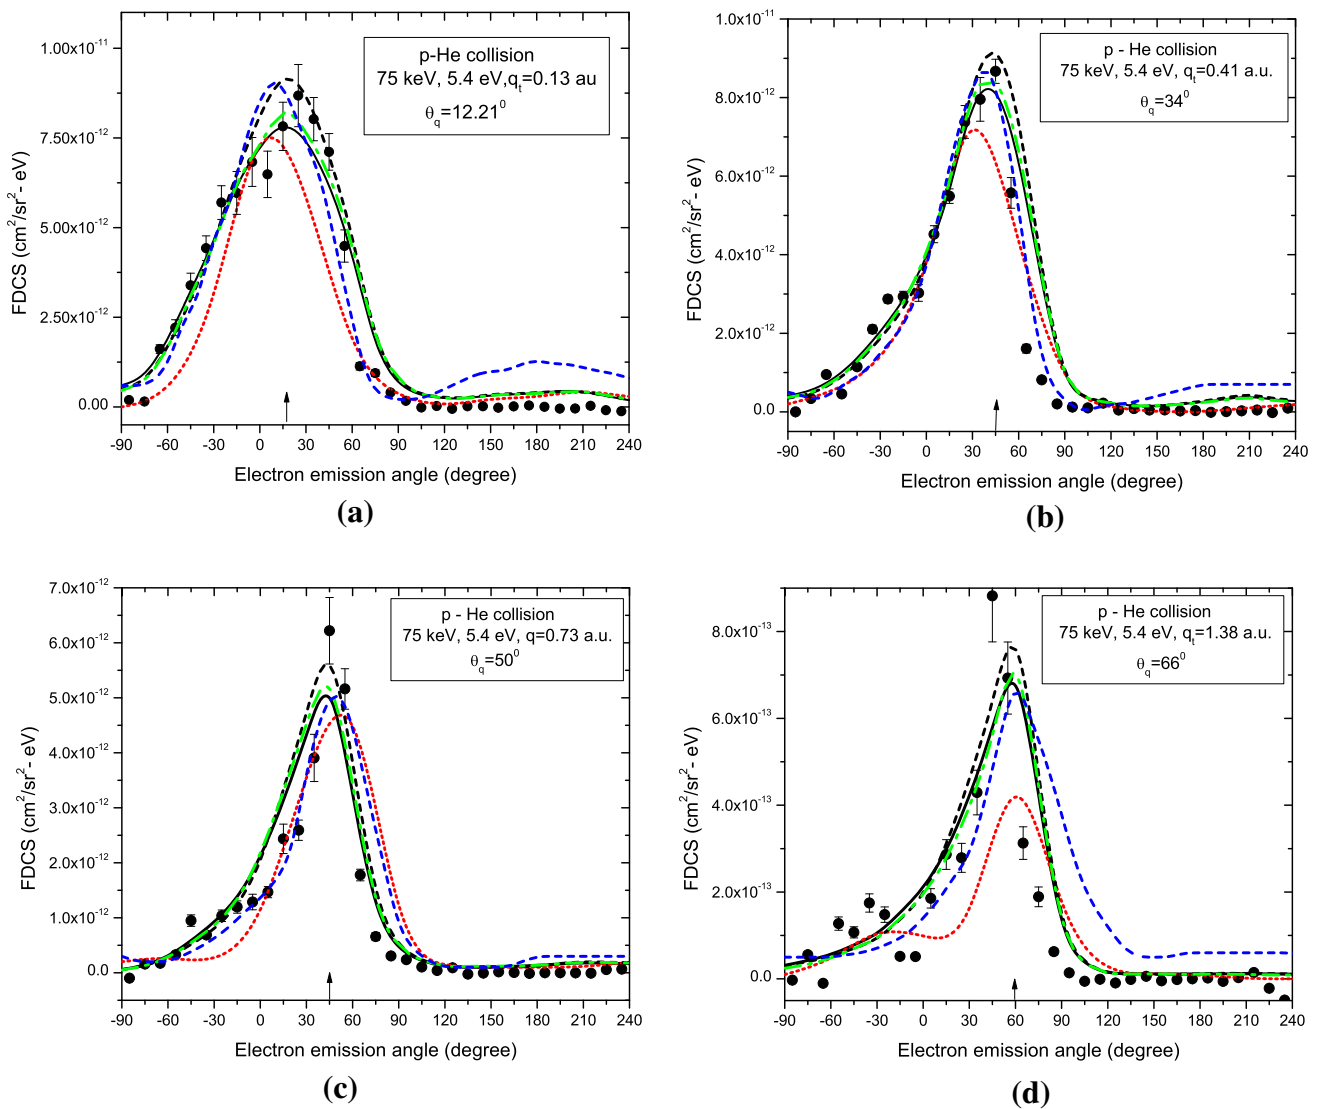 p-He collision
75 keV, 5.4 eV,qt=0.13 au
θq=12.21⁰
FDCS (cm²/sr²- eV)
1.00x10⁻¹¹
7.50x10⁻¹²
5.00x10⁻¹²
2.50x10⁻¹²
0.00
-90 -60 -30 0 30 60 90 120 150 180 210 240
Electron emission angle (degree)
(a)
p - He collision
75 keV, 5.4 eV, qt=0.41 a.u.
θq=34⁰
FDCS (cm²/sr²- eV)
1.0x10⁻¹¹
8.0x10⁻¹²
6.0x10⁻¹²
4.0x10⁻¹²
2.0x10⁻¹²
0.0
-90 -60 -30 0 30 60 90 120 150 180 210 240
Electron emission angle (degree)
(b)
p - He collision
75 keV, 5.4 eV, q=0.73 a.u.
θq=50⁰
FDCS (cm²/sr²- eV)
7.0x10⁻¹²
6.0x10⁻¹²
5.0x10⁻¹²
4.0x10⁻¹²
3.0x10⁻¹²
2.0x10⁻¹²
1.0x10⁻¹²
0.0
-90 -60 -30 0 30 60 90 120 150 180 210 240
Electron emission angle (degree)
(c)
p - He collision
75 keV, 5.4 eV, qt=1.38 a.u.
θq=66⁰
FDCS (cm²/sr²- eV)
8.0x10⁻¹³
6.0x10⁻¹³
4.0x10⁻¹³
2.0x10⁻¹³
0.0
-90 -60 -30 0 30 60 90 120 150 180 210 240
Electron emission angle (degree)
(d)